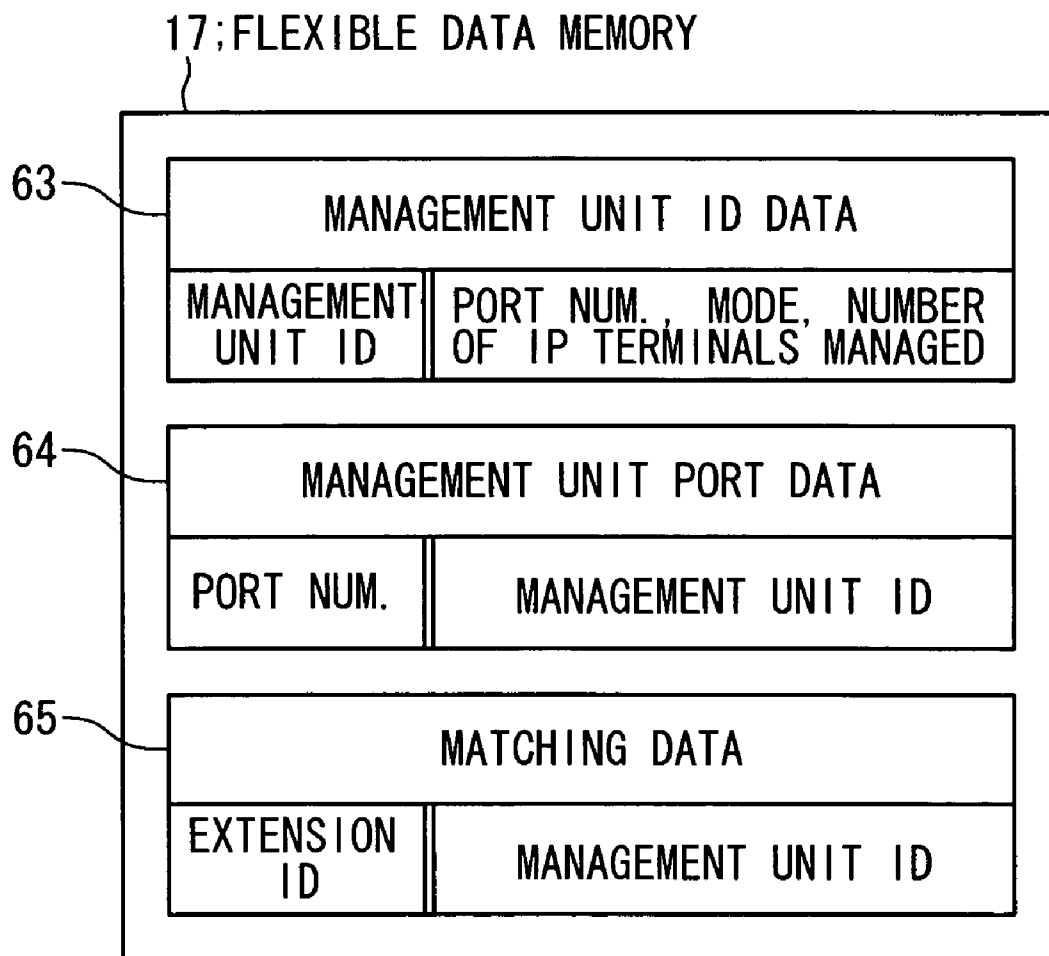 17;FLEXIBLE DATA MEMORY
63
MANAGEMENT UNIT ID DATA
MANAGEMENT
UNIT ID
PORT NUM., MODE, NUMBER
OF IP TERMINALS MANAGED
64
MANAGEMENT UNIT PORT DATA
PORT NUM.
MANAGEMENT UNIT ID
65
MATCHING DATA
EXTENSION
ID
MANAGEMENT UNIT ID